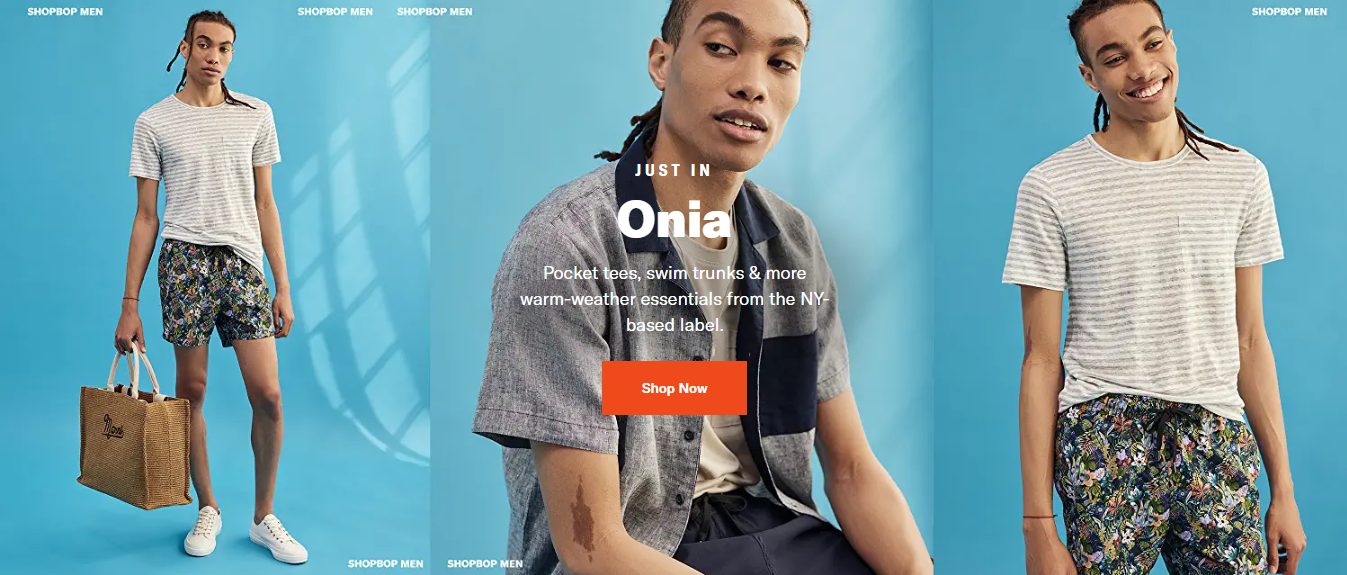 SHOPBOP MEN
SHOPBOP MEN
SHOPBOP MEN
SHOPBOP MEN
JUST IN
Onia
Pocket tees, swim trunks & more
warm-weather essentials from the NY-
based label.
Shop Now
SHOPBOP MEN
SHOPBOP MEN